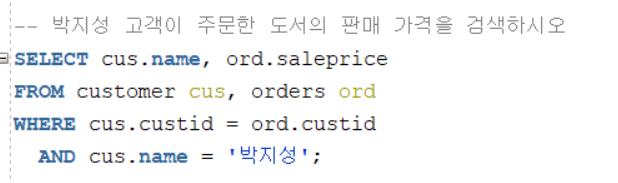 -- 박지성 고객이 주문한 도서의 판매 가격을 검색하시오
SELECT cus.name, ord.saleprice
FROM customer cus, orders ord
WHERE cus.custid = ord.custid
AND cus.name = '박지성';